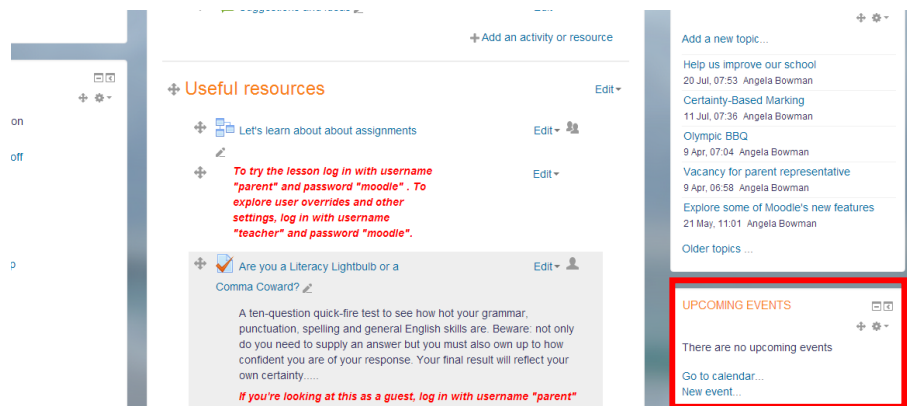 Suggestions and ideas
Edit
Add an activity or resource
on
off
p
Useful resources
Edit
Let's learn about about assignments
Edit
To try the lesson log in with username
"parent" and password "moodle" . To
explore user overrides and other
settings, log in with username
"teacher" and password "moodle".
Edit
Are you a Literacy Lightbulb or a
Comma Coward?
Edit
A ten-question quick-fire test to see how hot your grammar,
punctuation, spelling and general English skills are. Beware: not only
do you need to supply an answer but you must also own up to how
confident you are of your response. Your final result will reflect your
own certainty.....
If you're looking at this as a guest, log in with username "parent"
Add a new topic...
Help us improve our school
20 Jul, 07:53 Angela Bowman
Certainty-Based Marking
11 Jul, 07:36 Angela Bowman
Olympic BBQ
9 Apr, 07:04 Angela Bowman
Vacancy for parent representative
9 Apr, 06:58 Angela Bowman
Explore some of Moodle's new features
21 May, 11:01 Angela Bowman
Older topics ...
UPCOMING EVENTS
There are no upcoming events
Go to calendar...
New event...